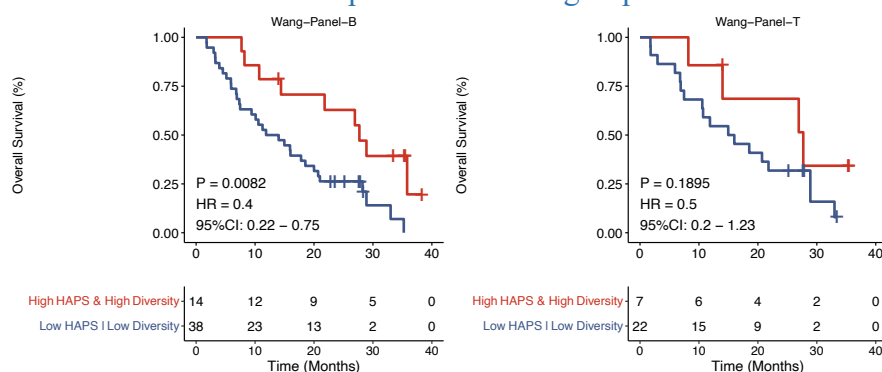 Wang-Panel-B
Overall Survival (%)
1.00
0.75
0.50
0.25
0.00
P = 0.0082
HR = 0.4
95%CI: 0.22 − 0.75
0 10 20 30 40
High HAPS & High Diversity 14 12 9 5 0
Low HAPS | Low Diversity 38 23 13 2 0
0 10 20 30 40
Time (Months)
Wang-Panel-T
Overall Survival (%)
1.00
0.75
0.50
0.25
0.00
P = 0.1895
HR = 0.5
95%CI: 0.2 − 1.23
0 10 20 30 40
High HAPS & High Diversity 7 6 4 2 0
Low HAPS | Low Diversity 22 15 9 2 0
0 10 20 30 40
Time (Months)